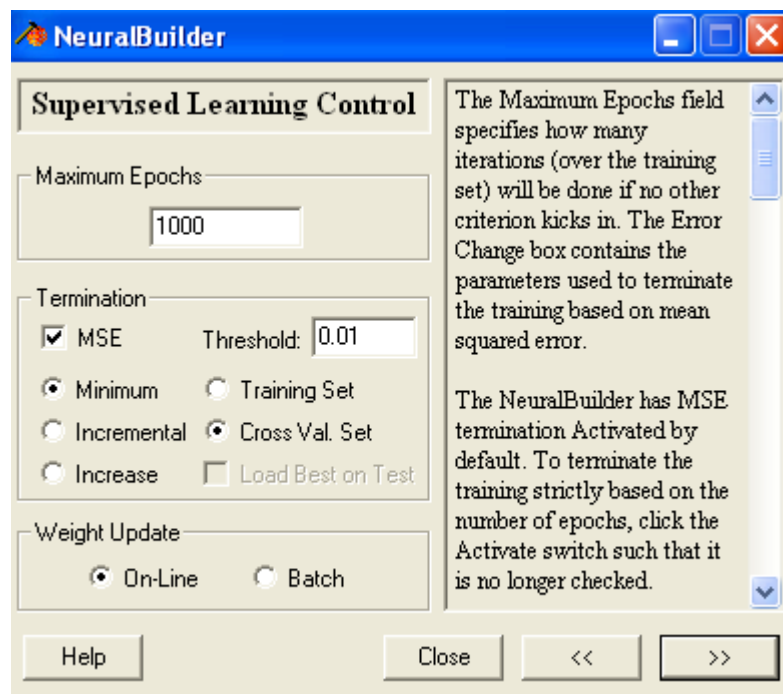 NeuralBuilder
Supervised Learning Control
Maximum Epochs
1000
Termination
MSE Threshold: 0.01
Minimum Training Set
Incremental Cross Val. Set
Increase Load Best on Test
Weight Update
On-Line Batch
The Maximum Epochs field
specifies how many
iterations (over the training
set) will be done if no other
criterion kicks in. The Error
Change box contains the
parameters used to terminate
the training based on mean
squared error.
The NeuralBuilder has MSE
termination Activated by
default. To terminate the
training strictly based on the
number of epochs, click the
Activate switch such that it
is no longer checked.
Help Close << >>